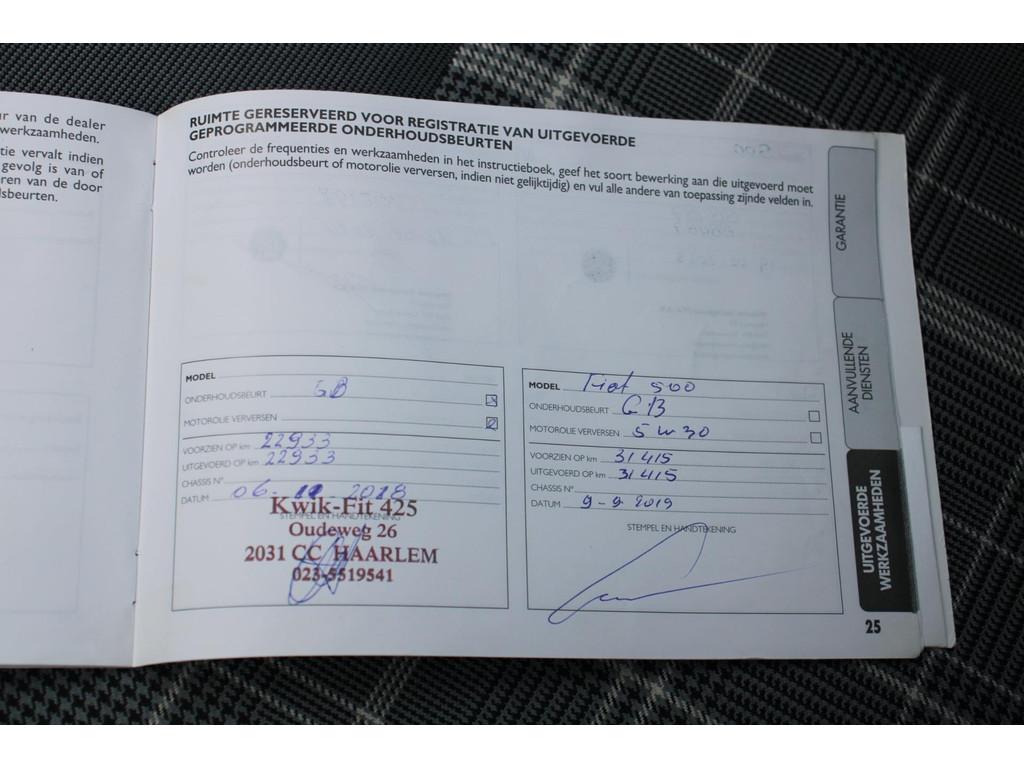 ur van de dealer
werkzaamheden.
tie vervalt indien
gevolg is van of
ren van de door
sbeurten.
RUIMTE GERESERVEERD VOOR REGISTRATIE VAN UITGEVOERDE
GEPROGRAMMEERDE ONDERHOUDSBEURTEN
Controleer de frequenties en werkzaamheden in het instructieboek, geef het soort bewerking aan die uitgevoerd moet
worden (onderhoudsbeurt of motorolie verversen, indien niet gelijktijdig) en vul alle andere van toepassing zijnde velden in.
MODEL
ONDERHOUDSBEURT GB
MOTOROLIE VERVERSEN
VOORZIEN OP km 22933
UITGEVOERD OP km 22933
CHASSIS N°
DATUM 06. 2018
STEMPEL EN HANDTEKENING
Kwik-Fit 425
Oudeweg 26
2031 CC HAARLEM
023-5519541
MODEL Fiat 500
ONDERHOUDSBEURT GB
MOTOROLIE VERVERSEN 5 W 30
VOORZIEN OP km 31415
UITGEVOERD OP km 31415
CHASSIS N°
DATUM 9-9-2019
STEMPEL EN HANDTEKENING
GARANTIE
AANVULLENDE
DIENSTEN
UITGEVOERDE
WERKZAAMHEDEN
25